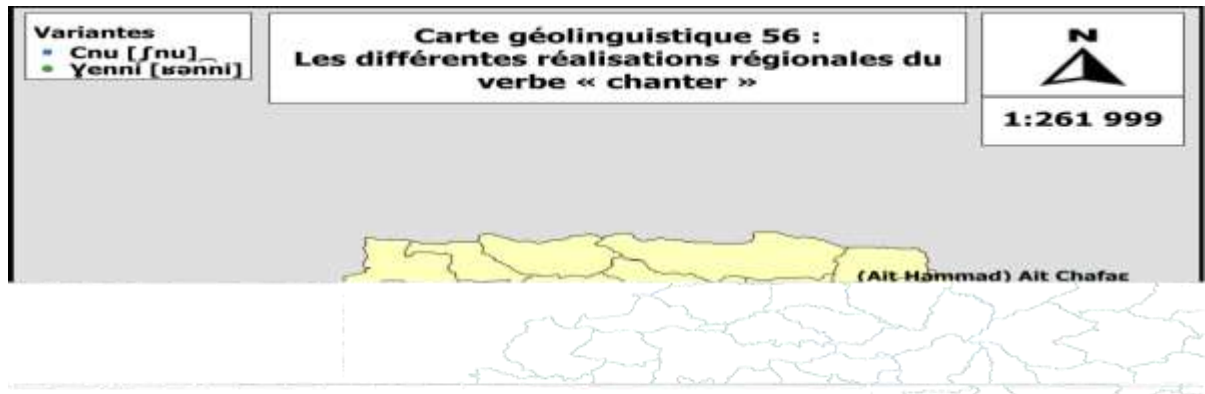 Variantes
Cnu [ʃnu]
Ɣenni [ʁənni]
Carte géolinguistique 56 :
Les différentes réalisations régionales du
verbe « chanter »
N
1:261 999
(Ait Hammad) Ait Chafaɛ